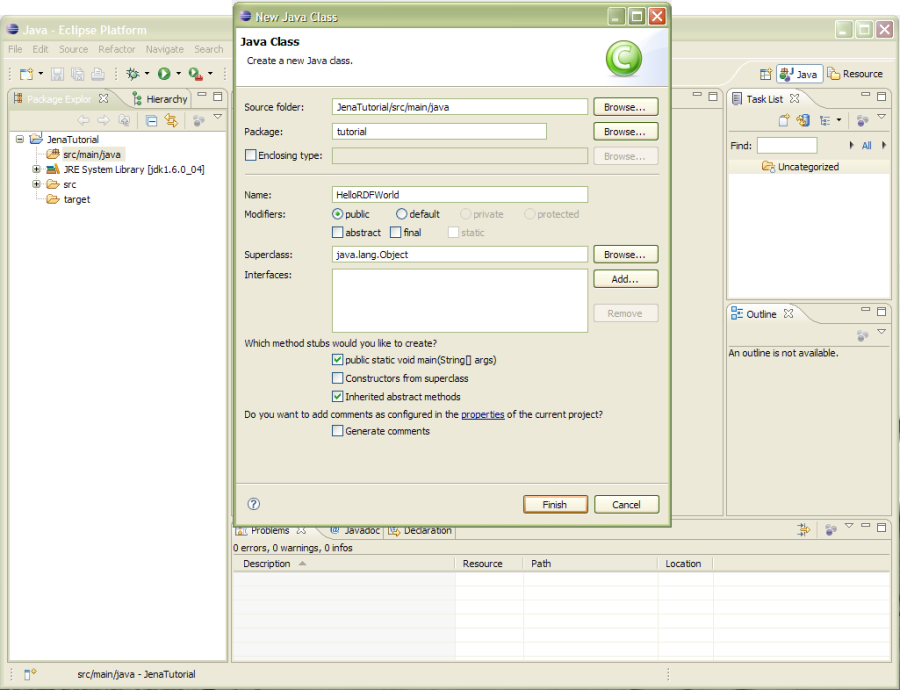 New Java Class
Java - Eclipse Platform
File Edit Source Refactor Navigate Search
Java Class
Create a new Java class.
Java Resource
Package Explor Hierarchy
Task List
Source folder: JenaTutorial/src/main/java Browse...
Package: tutorial Browse...
Enclosing type: Browse...
JenaTutorial
src/main/java
JRE System Library [jdk1.6.0_04]
src
target
Find: All
Uncategorized
Name: HelloRDFWorld
Modifiers: public default private protected
abstract final static
Superclass: java.lang.Object Browse...
Interfaces: Add...
Remove
Outline
An outline is not available.
Which method stubs would you like to create?
public static void main(String[] args)
Constructors from superclass
Inherited abstract methods
Do you want to add comments as configured in the properties of the current project?
Generate comments
Finish Cancel
Problems Javadoc Declaration
0 errors, 0 warnings, 0 infos
Description Resource Path Location
src/main/java - JenaTutorial